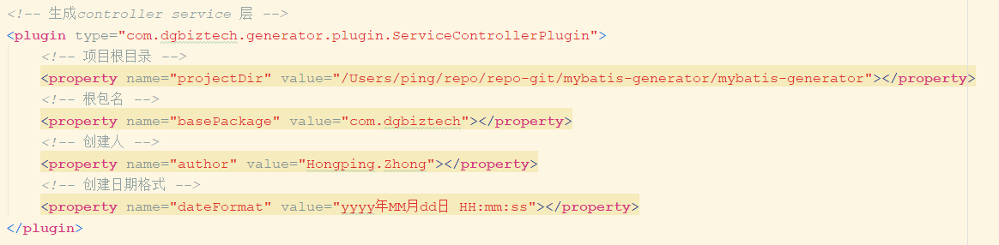 <!-- 生成controller service 层 -->
<plugin type="com.dgbiztech.generator.plugin.ServiceControllerPlugin">
<!-- 项目根目录 -->
<property name="projectDir" value="/Users/ping/repo/repo-git/mybatis-generator/mybatis-generator"></property>
<!-- 根包名 -->
<property name="basePackage" value="com.dgbiztech"></property>
<!-- 创建人 -->
<property name="author" value="Hongping.Zhong"></property>
<!-- 创建日期格式 -->
<property name="dateFormat" value="yyyy年MM月dd日 HH:mm:ss"></property>
</plugin>